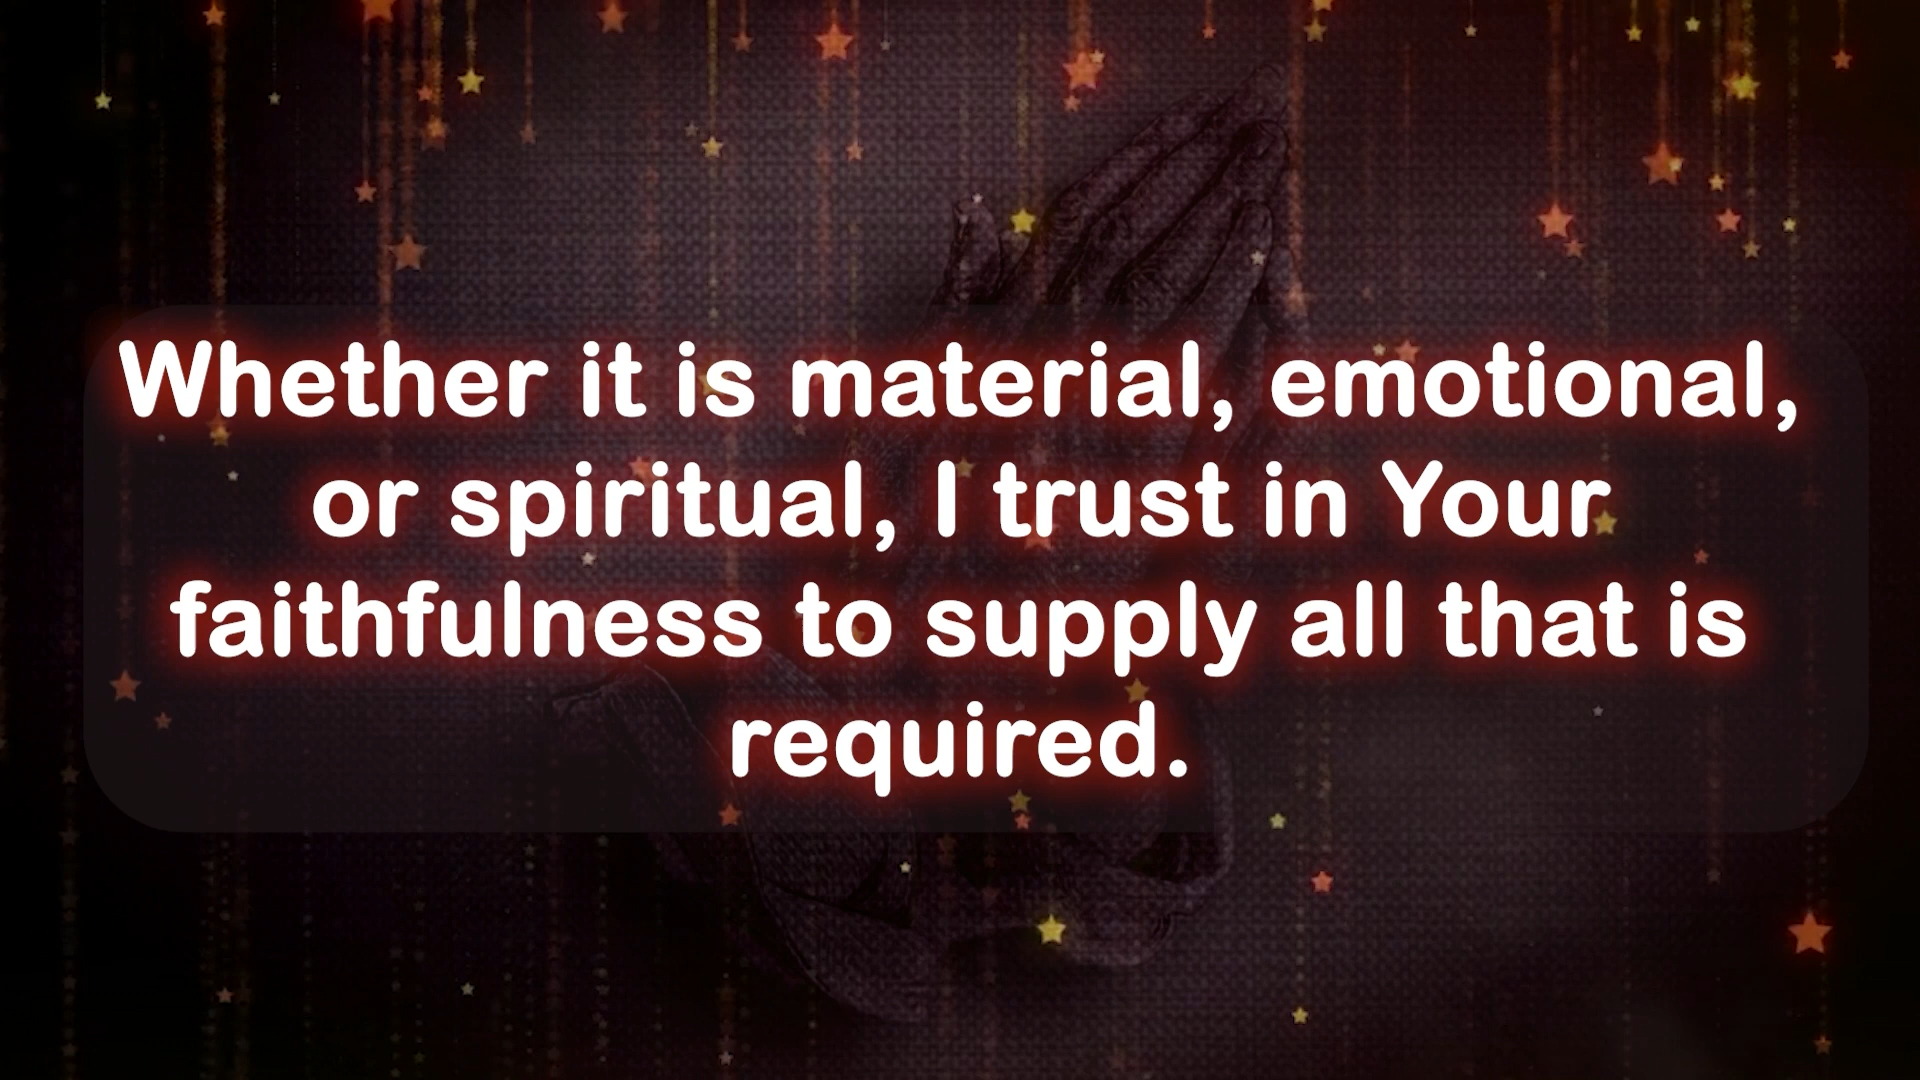 Whether it is material, emotional,
or spiritual, I trust in Your
faithfulness to supply all that is
required.